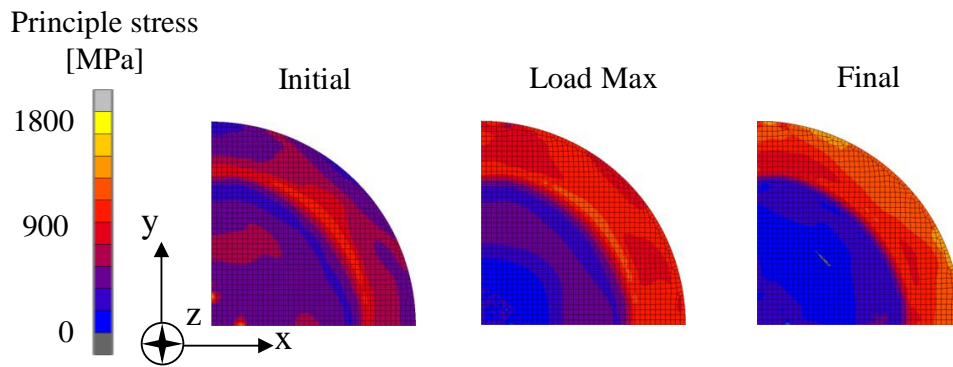 Principle stress
[MPa]
Initial
Load Max
Final
1800
900
0
y
z
x